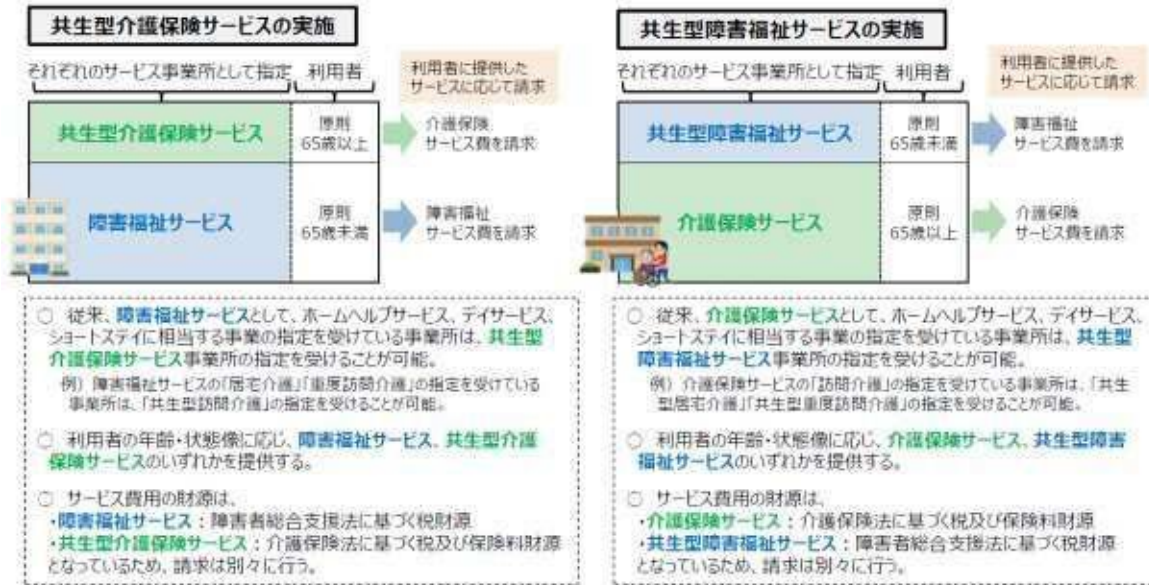 共生型介護保険サービスの実施
それぞれのサービス事業所として指定
利用者
利用者に提供した
サービスに応じて請求
共生型介護保険サービス
原則
65歳以上
介護保険
サービス費を請求
障害福祉サービス
原則
65歳未満
障害福祉
サービス費を請求
○ 従来、障害福祉サービスとして、ホームヘルプサービス、デイサービス、
ショートステイに相当する事業の指定を受けている事業所は、共生型
介護保険サービス事業所の指定を受けることが可能。
例）障害福祉サービスの「居宅介護」「重度訪問介護」の指定を受けている
事業所は、「共生型訪問介護」の指定を受けることが可能。
○ 利用者の年齢・状態像に応じ、障害福祉サービス、共生型介護
保険サービスのいずれかを提供する。
○ サービス費用の財源は、
・障害福祉サービス：障害者総合支援法に基づく税財源
・共生型介護保険サービス：介護保険法に基づく税及び保険料財源
となっているため、請求は別々に行う。
共生型障害福祉サービスの実施
それぞれのサービス事業所として指定
利用者
利用者に提供した
サービスに応じて請求
共生型障害福祉サービス
原則
65歳未満
障害福祉
サービス費を請求
介護保険サービス
原則
65歳以上
介護保険
サービス費を請求
○ 従来、介護保険サービスとして、ホームヘルプサービス、デイサービス、
ショートステイに相当する事業の指定を受けている事業所は、共生型
障害福祉サービス事業所の指定を受けることが可能。
例）介護保険サービスの「訪問介護」の指定を受けている事業所は、「共生
型居宅介護」「共生型重度訪問介護」の指定を受けることが可能。
○ 利用者の年齢・状態像に応じ、介護保険サービス、共生型障害
福祉サービスのいずれかを提供する。
○ サービス費用の財源は、
・介護保険サービス：介護保険法に基づく税及び保険料財源
・共生型障害福祉サービス：障害者総合支援法に基づく税財源
となっているため、請求は別々に行う。